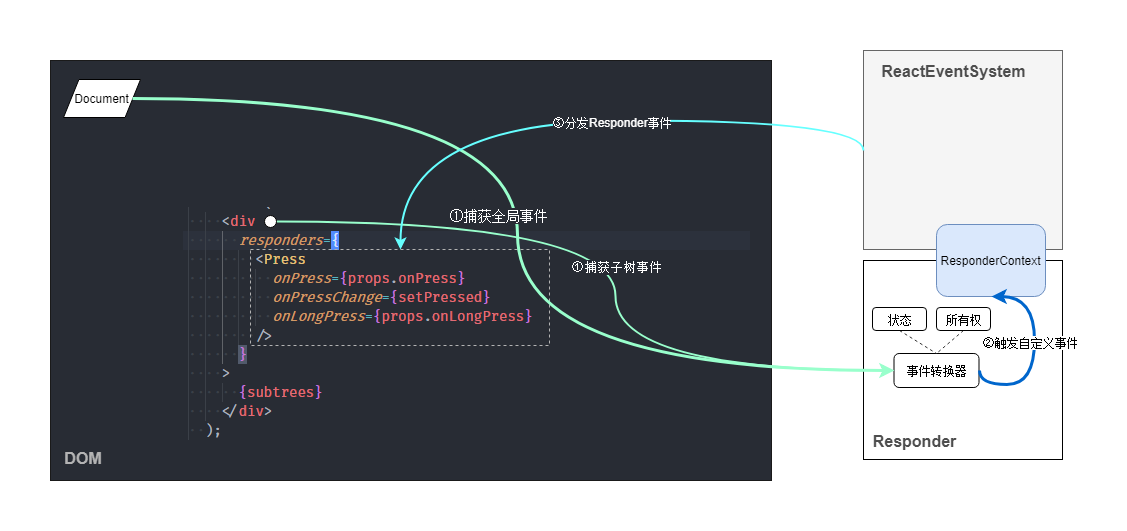 ReactEventSystem
Document
③分发Responder事件
<div
①捕获全局事件
responders={
<Press
ResponderContext
①捕获子树事件
onPress={props.onPress}
onPressChange={setPressed}
onLongPress={props.onLongPress}
状态
所有权
/>
②触发自定义事件
}
>
事件转换器
{subtrees}
</div>
);
Responder
DOM